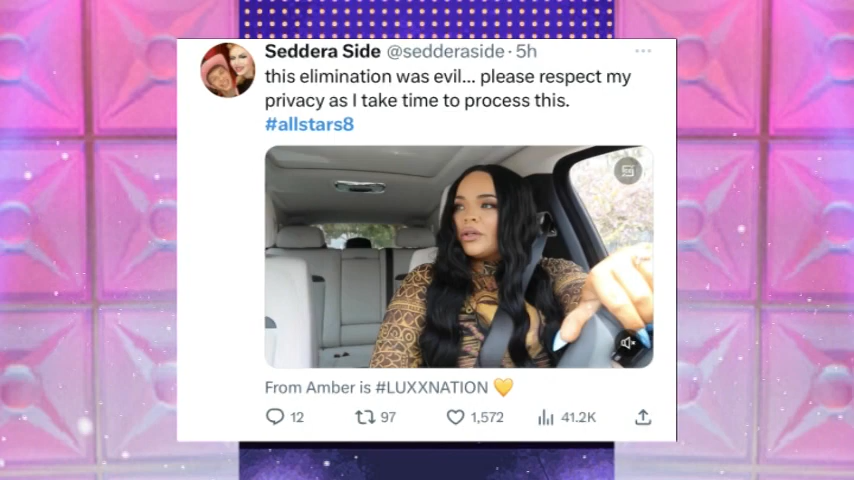 Seddera Side @sedderaside · 5h
this elimination was evil... please respect my
privacy as I take time to process this.
#allstars8
From Amber is #LUXXNATION 💛
12 97 1,572 41.2K